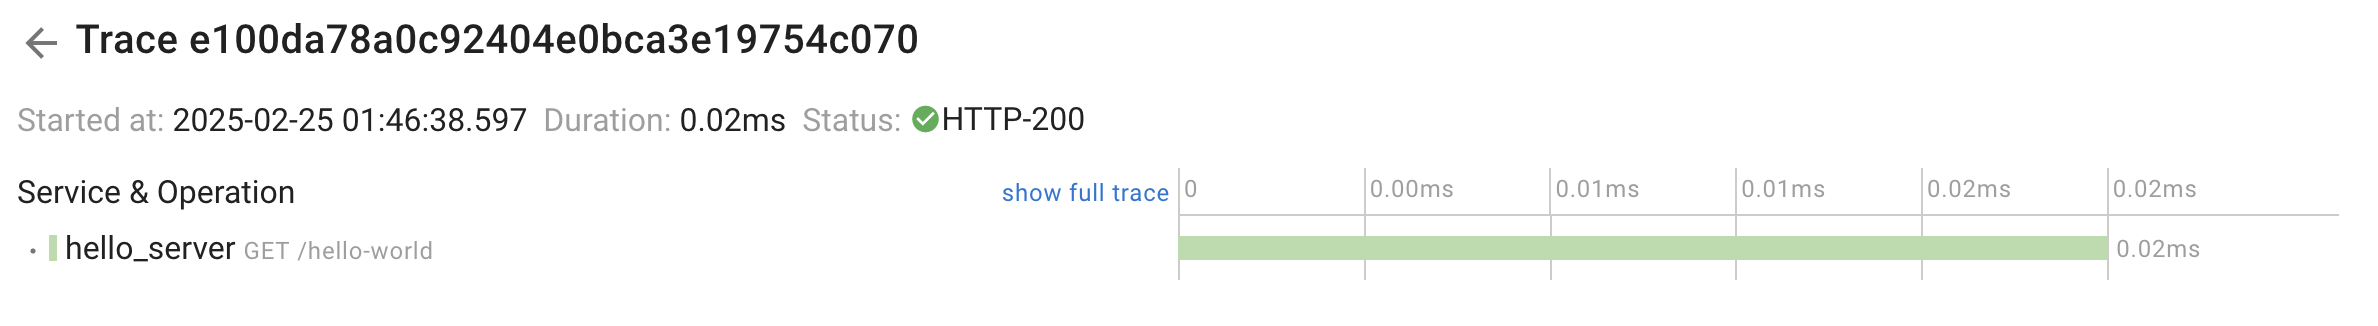 Trace e100da78a0c92404e0bca3e19754c070
Started at: 2025-02-25 01:46:38.597 Duration: 0.02ms Status: HTTP-200
Service & Operation show full trace 0 0.00ms 0.01ms 0.01ms 0.02ms 0.02ms
hello_server GET /hello-world 0.02ms